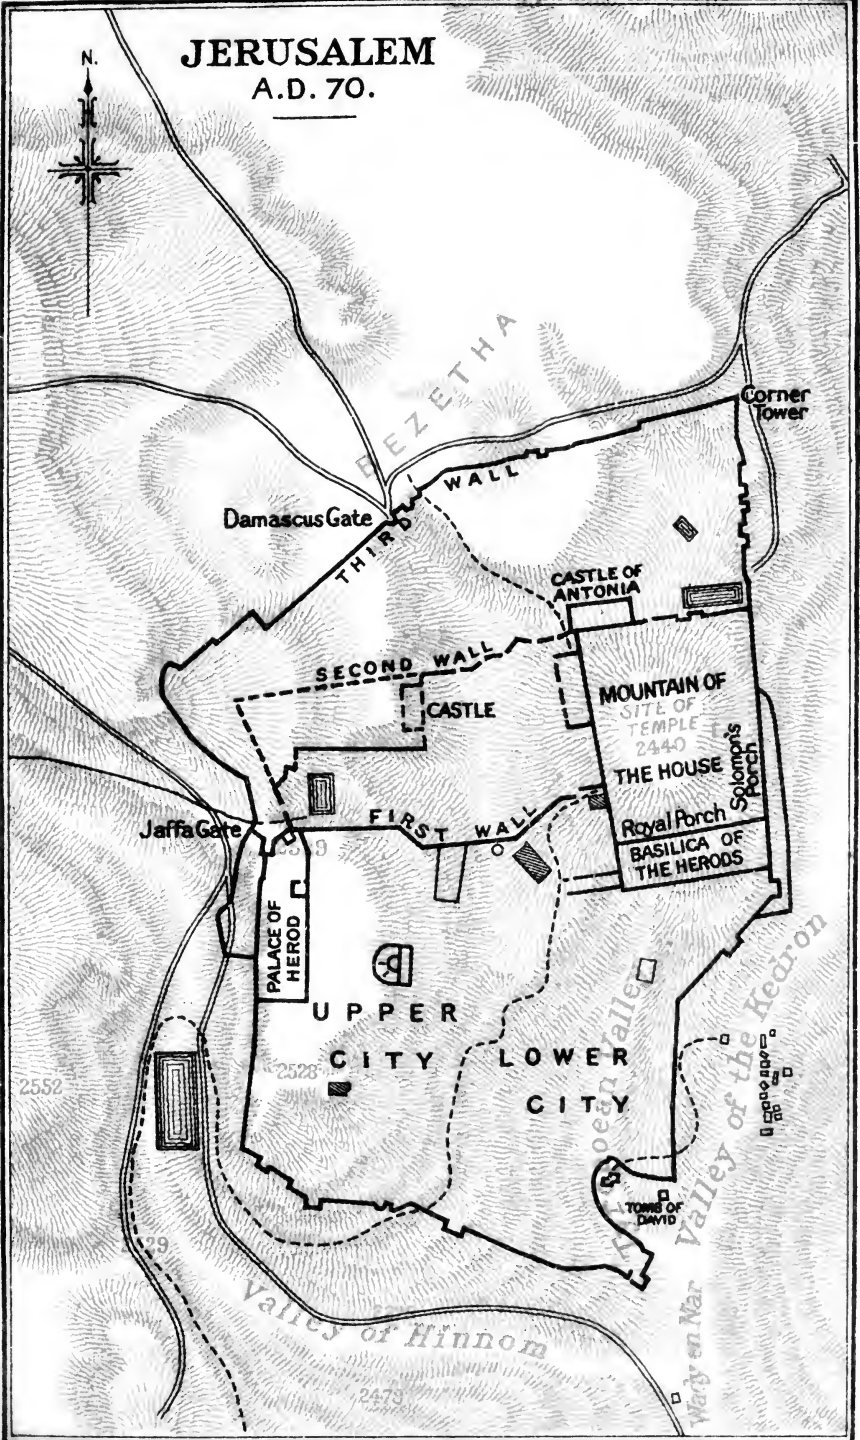 JERUSALEM
A.D. 70.
N.
BEZETHA
Corner
Tower
THIRD WALL
Damascus Gate
CASTLE OF
ANTONIA
SECOND WALL
CASTLE
MOUNTAIN OF
SITE OF
TEMPLE
2440
THE HOUSE
Solomon's
Porch
Jaffa Gate
FIRST WALL
Royal Porch
BASILICA OF
THE HERODS
PALACE OF
HEROD
UPPER
CITY
LOWER
CITY
2552
2528
Valley
Valley of the Kedron
TOMBS OF
DAVID
Valley of Hinnom
Wady en Nar
2479